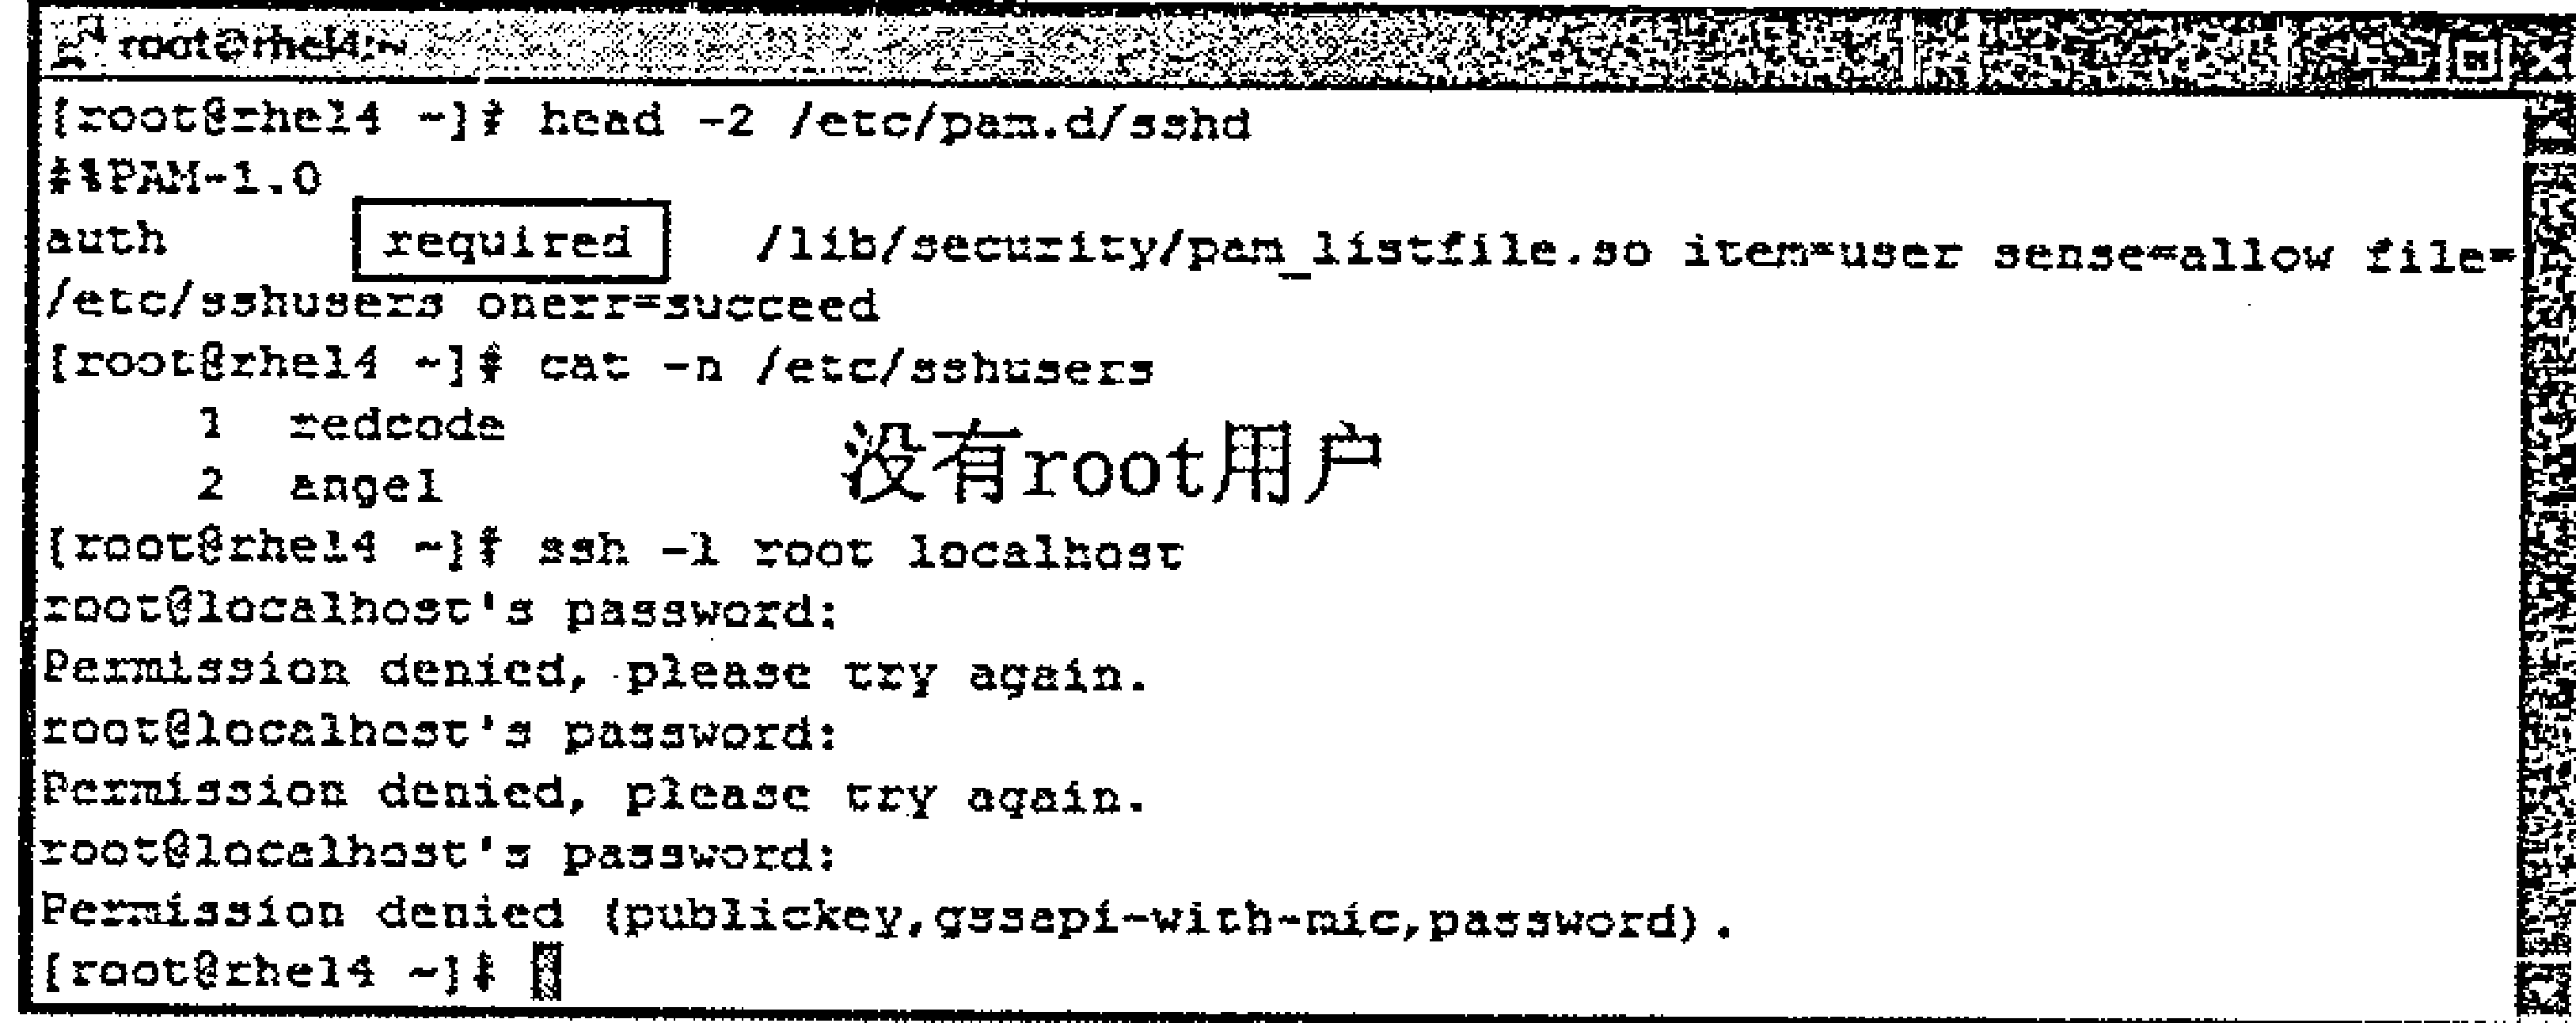 root@rhel4:~
[root@rhel4 ~]# head -2 /etc/pam.d/sshd
#%PAM-1.0
auth required /lib/security/pam_listfile.so item=user sense=allow file=
/etc/sshusers onerr=succeed
[root@rhel4 ~]# cat -n /etc/sshusers
1 redcode
2 angel
没有root用户
[root@rhel4 ~]# ssh -l root localhost
root@localhost's password:
Permission denied, please try again.
root@localhost's password:
Permission denied, please try again.
root@localhost's password:
Permission denied (publickey,gssapi-with-mic,password).
[root@rhel4 ~]#